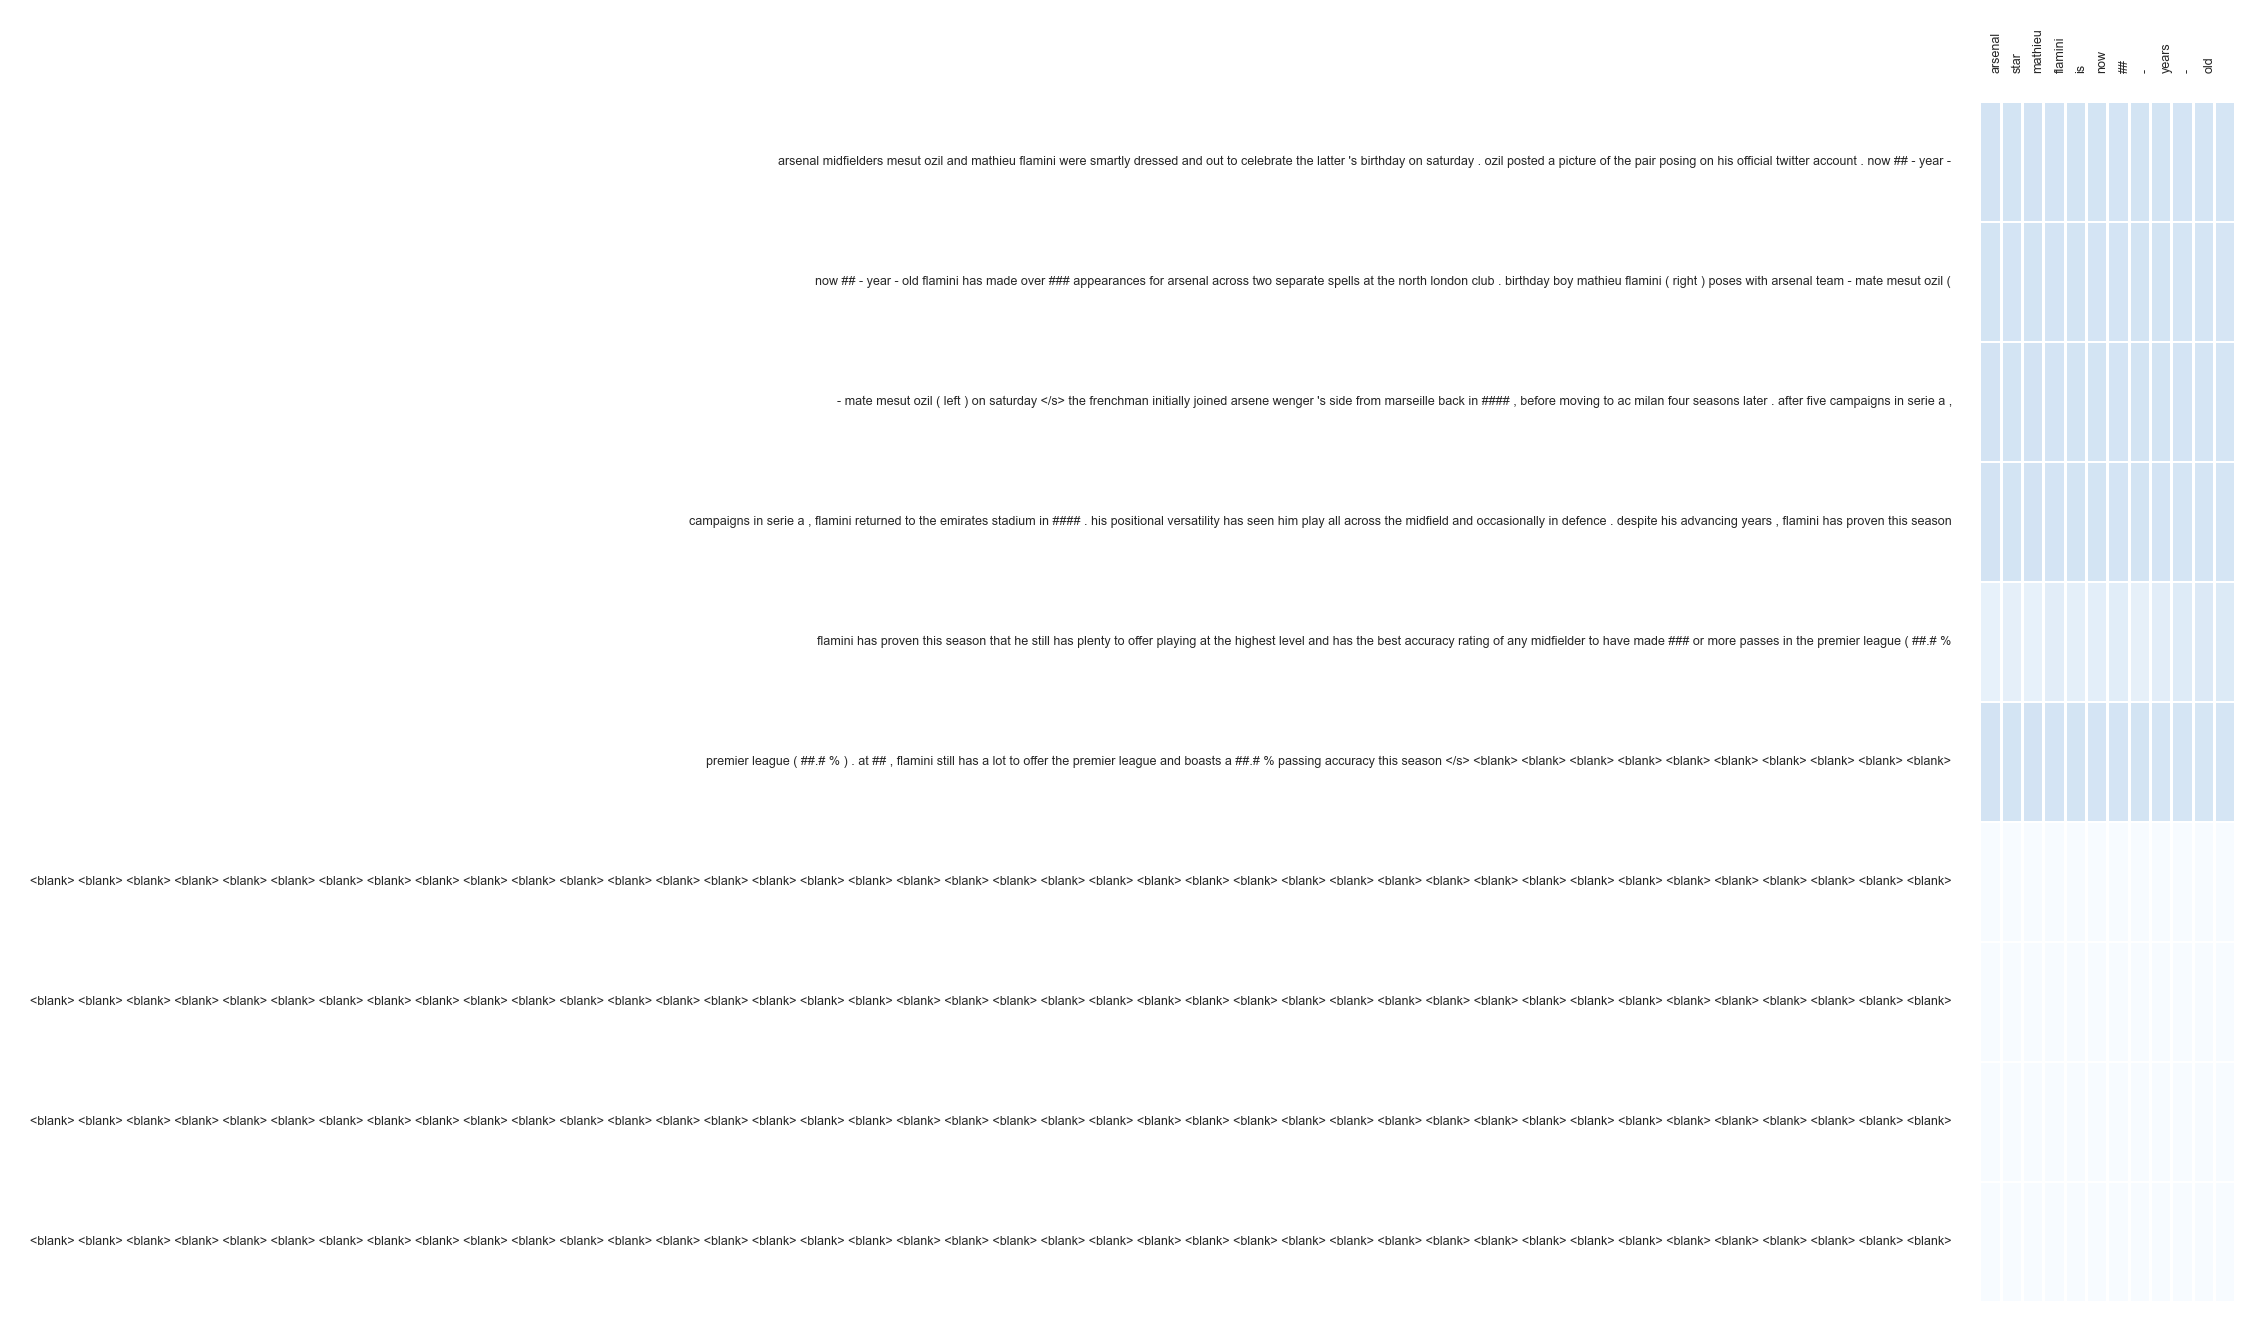 arsenal
star
mathieu
flamini
is
now
##
-
years
-
old
arsenal midfielders mesut ozil and mathieu flamini were smartly dressed and out to celebrate the latter 's birthday on saturday . ozil posted a picture of the pair posing on his official twitter account . now ## - year -
now ## - year - old flamini has made over ### appearances for arsenal across two separate spells at the north london club . birthday boy mathieu flamini ( right ) poses with arsenal team - mate mesut ozil (
- mate mesut ozil ( left ) on saturday </s> the frenchman initially joined arsene wenger 's side from marseille back in #### , before moving to ac milan four seasons later . after five campaigns in serie a ,
campaigns in serie a , flamini returned to the emirates stadium in #### . his positional versatility has seen him play all across the midfield and occasionally in defence . despite his advancing years , flamini has proven this season
flamini has proven this season that he still has plenty to offer playing at the highest level and has the best accuracy rating of any midfielder to have made ### or more passes in the premier league ( ##.# %
premier league ( ##.# % ) . at ## , flamini still has a lot to offer the premier league and boasts a ##.# % passing accuracy this season </s> <blank> <blank> <blank> <blank> <blank> <blank> <blank> <blank> <blank> <blank>
<blank> <blank> <blank> <blank> <blank> <blank> <blank> <blank> <blank> <blank> <blank> <blank> <blank> <blank> <blank> <blank> <blank> <blank> <blank> <blank> <blank> <blank> <blank> <blank> <blank> <blank> <blank> <blank> <blank> <blank> <blank> <blank> <blank> <blank> <blank> <blank> <blank> <blank> <blank> <blank>
<blank> <blank> <blank> <blank> <blank> <blank> <blank> <blank> <blank> <blank> <blank> <blank> <blank> <blank> <blank> <blank> <blank> <blank> <blank> <blank> <blank> <blank> <blank> <blank> <blank> <blank> <blank> <blank> <blank> <blank> <blank> <blank> <blank> <blank> <blank> <blank> <blank> <blank> <blank> <blank>
<blank> <blank> <blank> <blank> <blank> <blank> <blank> <blank> <blank> <blank> <blank> <blank> <blank> <blank> <blank> <blank> <blank> <blank> <blank> <blank> <blank> <blank> <blank> <blank> <blank> <blank> <blank> <blank> <blank> <blank> <blank> <blank> <blank> <blank> <blank> <blank> <blank> <blank> <blank> <blank>
<blank> <blank> <blank> <blank> <blank> <blank> <blank> <blank> <blank> <blank> <blank> <blank> <blank> <blank> <blank> <blank> <blank> <blank> <blank> <blank> <blank> <blank> <blank> <blank> <blank> <blank> <blank> <blank> <blank> <blank> <blank> <blank> <blank> <blank> <blank> <blank> <blank> <blank> <blank> <blank>